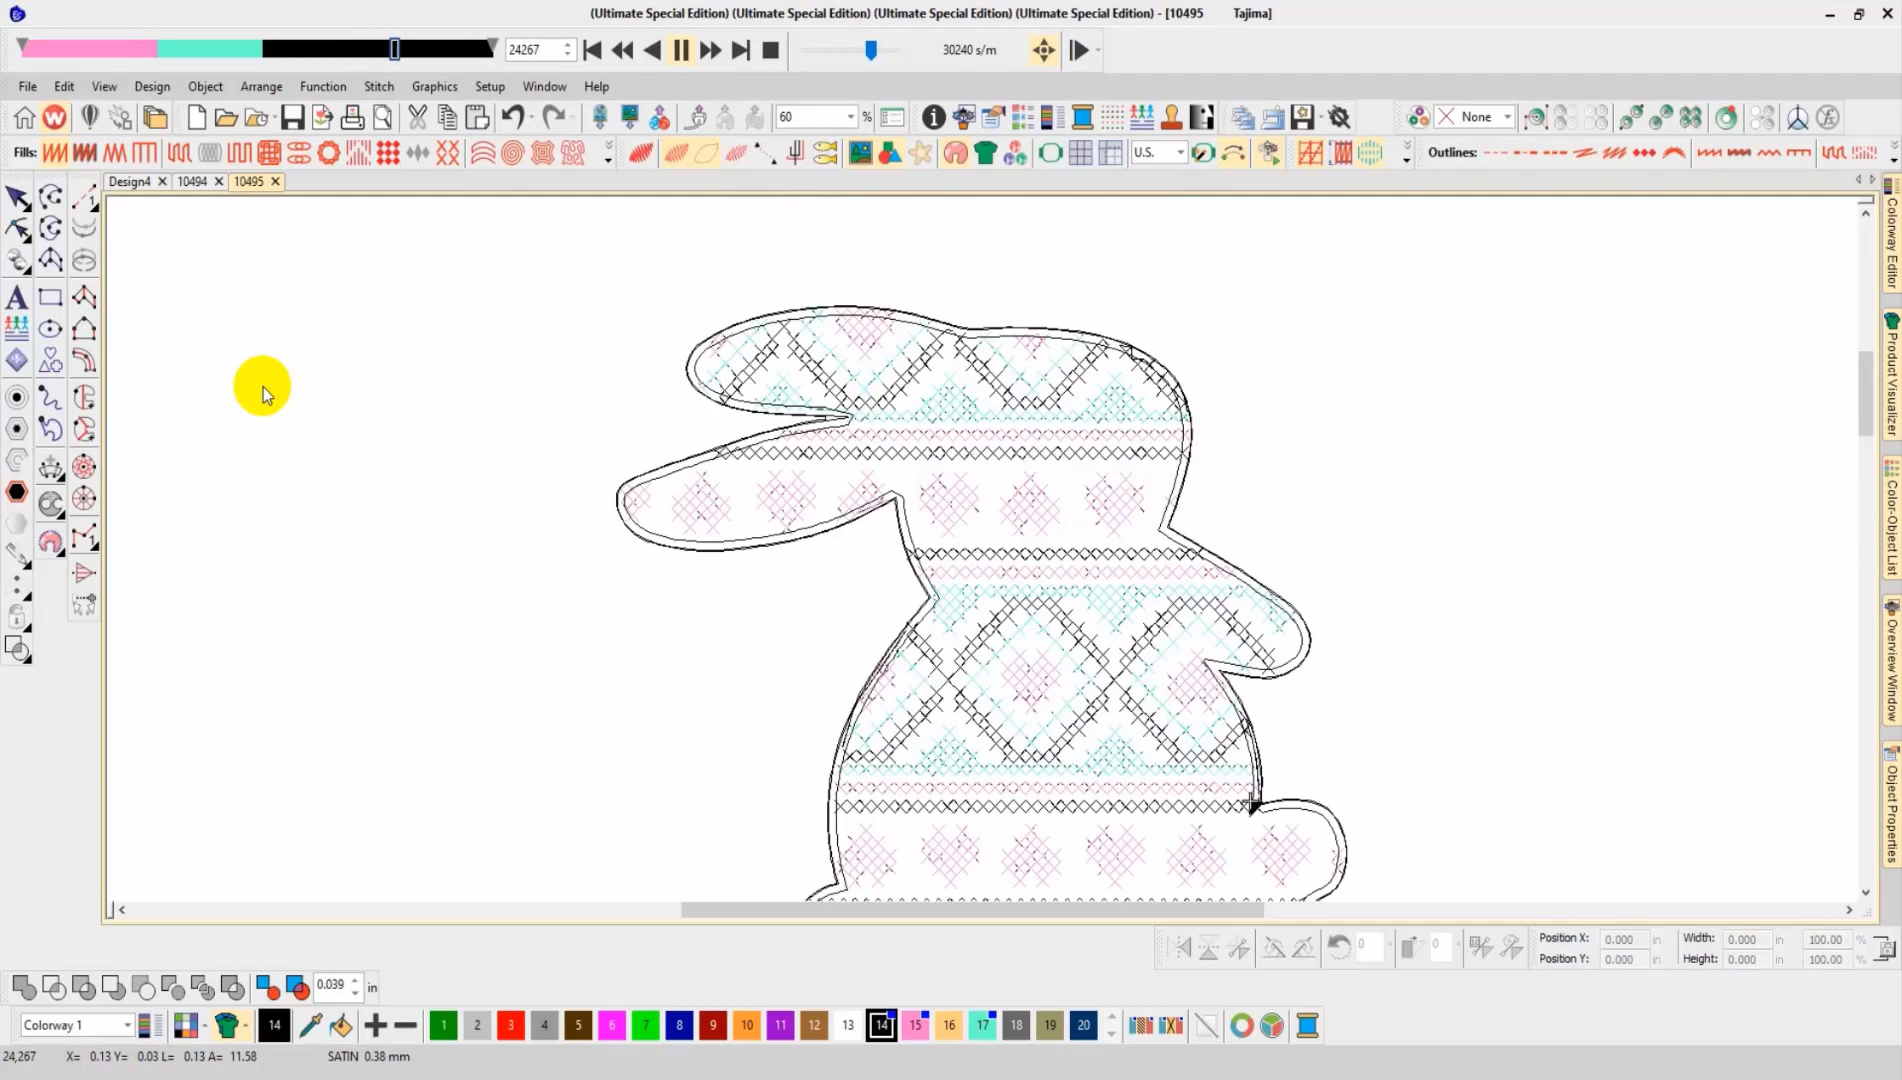 (Ultimate Special Edition) (Ultimate Special Edition) (Ultimate Special Edition) (Ultimate Special Edition) - [10495 Tajima]
24267
30240 s/m
File Edit View Design Object Arrange Function Stitch Graphics Setup Window Help
60 %
None
Fills:
U.S.
Outlines:
Design4 10494 10495
Colorway Editor
Product Visualizer
Color-Object List
Overview Window
Object Properties
0 0
Position X: 0.000 in Width: 0.000 in 100.00 %
Position Y: 0.000 in Height: 0.000 in 100.00 %
0.039 in
Colorway 1 14 1 2 3 4 5 6 7 8 9 10 11 12 13 14 15 16 17 18 19 20
24,267 X= 0.13 Y= 0.03 L= 0.13 A= 11.58 SATIN 0.38 mm